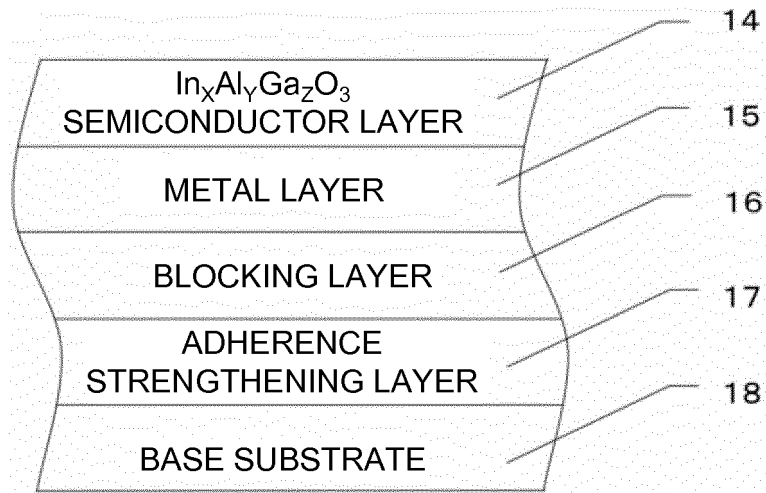 14
InXAlYGaZO3
SEMICONDUCTOR LAYER
15
METAL LAYER
16
BLOCKING LAYER
17
ADHERENCE
STRENGTHENING LAYER
18
BASE SUBSTRATE